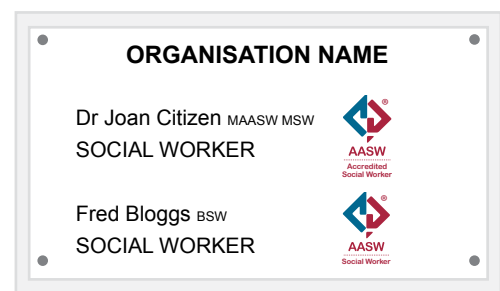 ORGANISATION NAME
Dr Joan Citizen MAASW MSW
SOCIAL WORKER
®
AASW
Accredited
Social Worker
Fred Bloggs BSW
SOCIAL WORKER
®
AASW
Social Worker